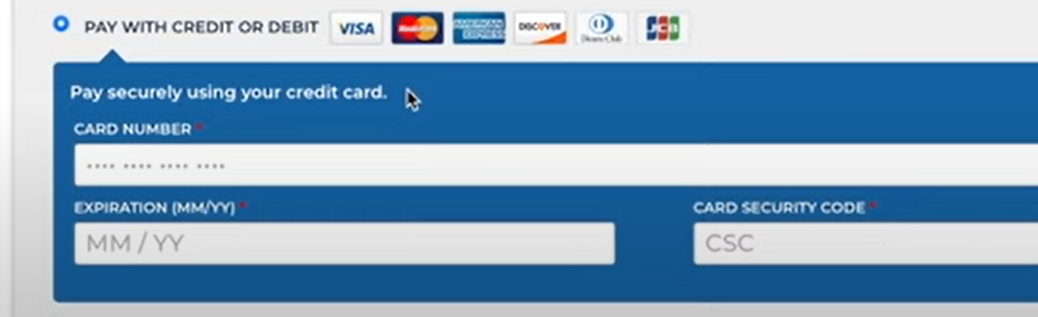 PAY WITH CREDIT OR DEBIT VISA MasterCard AMERICAN EXPRESS DISCOVER Diners Club JCB
Pay securely using your credit card.
CARD NUMBER *
•••• •••• •••• ••••
EXPIRATION (MM/YY) * CARD SECURITY CODE *
MM / YY CSC